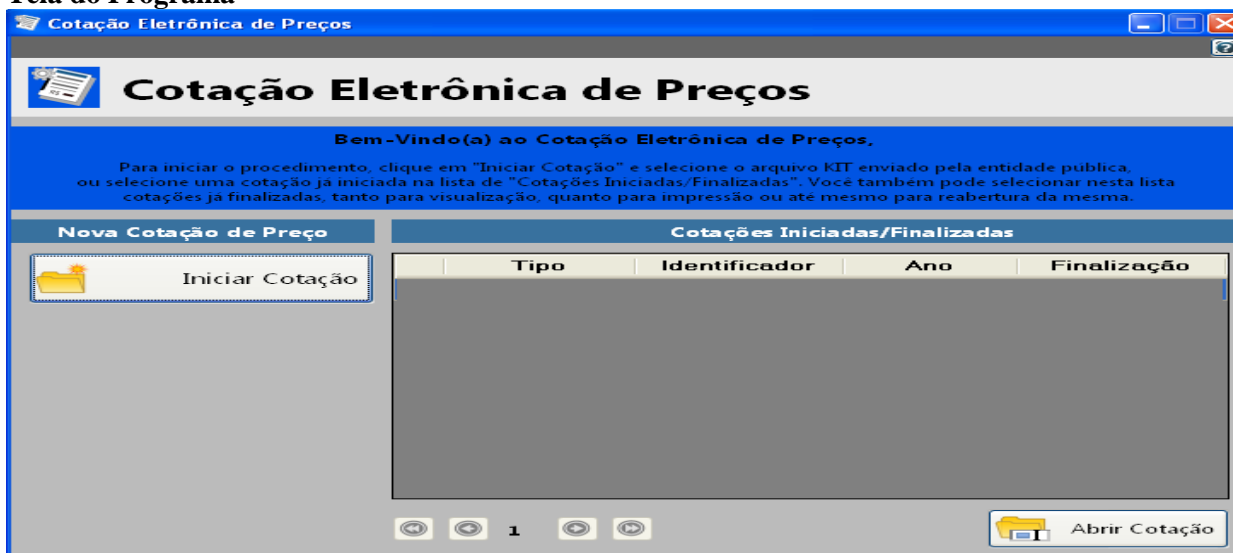 Tela do Programa
Cotação Eletrônica de Preços
Cotação Eletrônica de Preços
Bem-Vindo(a) ao Cotação Eletrônica de Preços,
Para iniciar o procedimento, clique em "Iniciar Cotação" e selecione o arquivo KIT enviado pela entidade pública,
ou selecione uma cotação já iniciada na lista de "Cotações Iniciadas/Finalizadas". Você também pode selecionar nesta lista
cotações já finalizadas, tanto para visualização, quanto para impressão ou até mesmo para reabertura da mesma.
Nova Cotação de Preço
Cotações Iniciadas/Finalizadas
Iniciar Cotação
Tipo Identificador Ano Finalização
1
Abrir Cotação